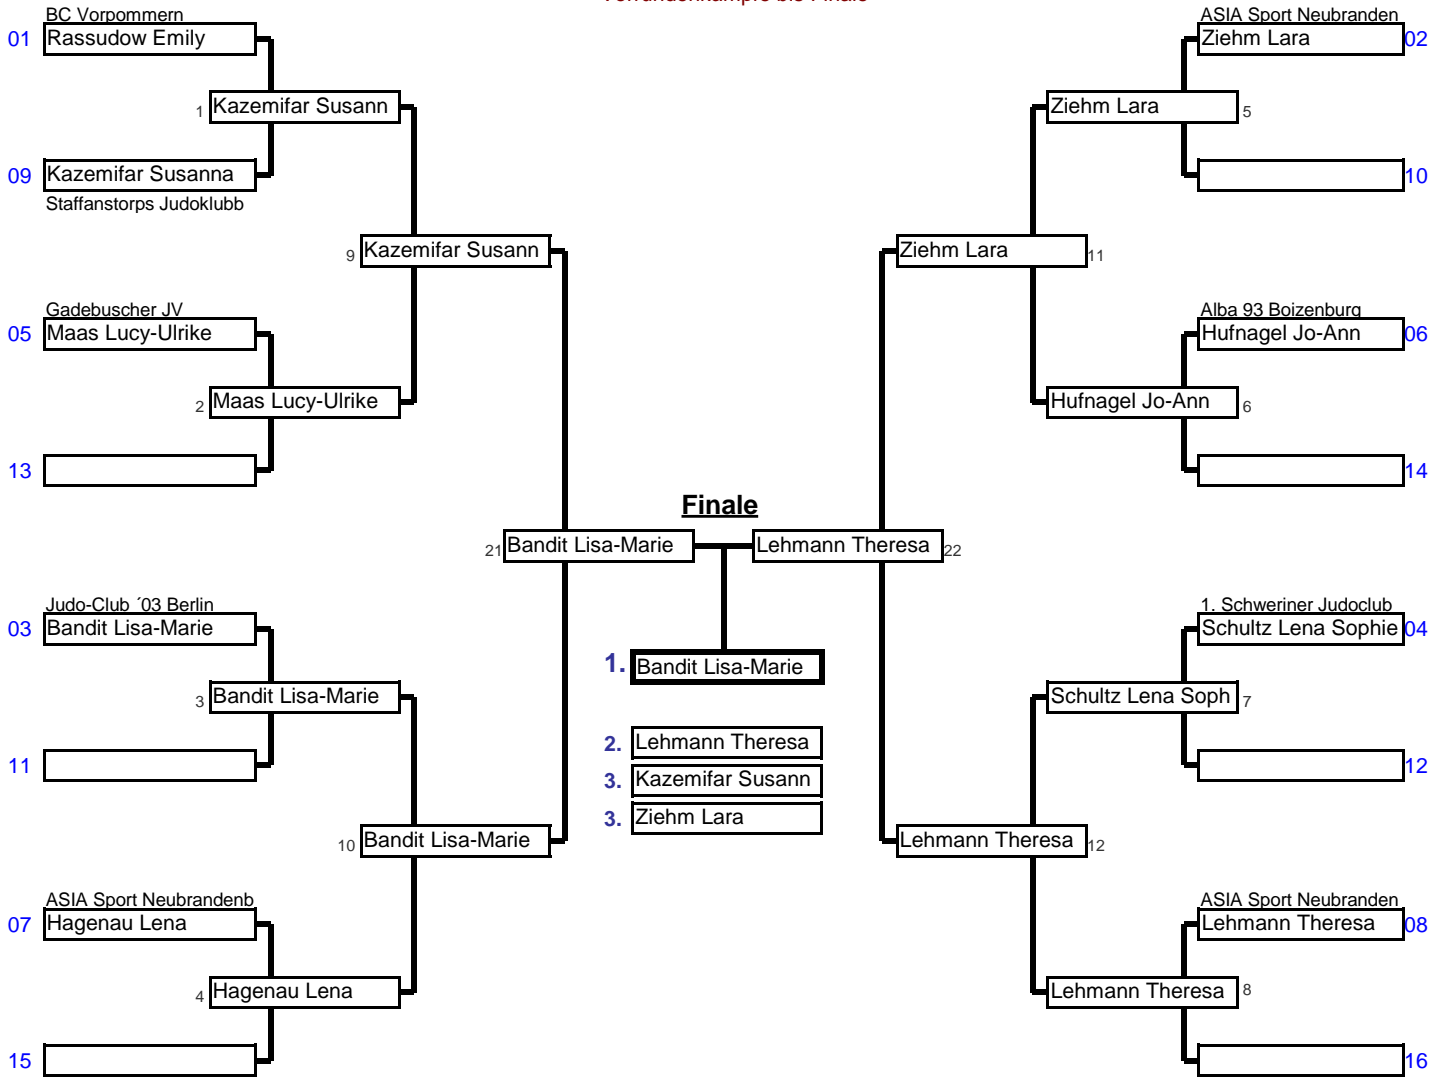 Vorrundenkämpfe bis Finale
BC Vorpommern
01 Rassudow Emily
1 Kazemifar Susann
09 Kazemifar Susanna
Staffanstorps Judoklubb
9 Kazemifar Susann
Gadebuscher JV
05 Maas Lucy-Ulrike
2 Maas Lucy-Ulrike
13
21 Bandit Lisa-Marie
Judo-Club ´03 Berlin
03 Bandit Lisa-Marie
3 Bandit Lisa-Marie
11
10 Bandit Lisa-Marie
ASIA Sport Neubrandenb
07 Hagenau Lena
4 Hagenau Lena
15
Finale
1. Bandit Lisa-Marie
2. Lehmann Theresa
3. Kazemifar Susann
3. Ziehm Lara
ASIA Sport Neubranden
Ziehm Lara 02
Ziehm Lara 5
10
Ziehm Lara 11
Alba 93 Boizenburg
Hufnagel Jo-Ann 06
Hufnagel Jo-Ann 6
14
Lehmann Theresa 22
1. Schweriner Judoclub
Schultz Lena Sophie 04
Schultz Lena Soph 7
12
Lehmann Theresa 12
ASIA Sport Neubranden
Lehmann Theresa 08
Lehmann Theresa 8
16